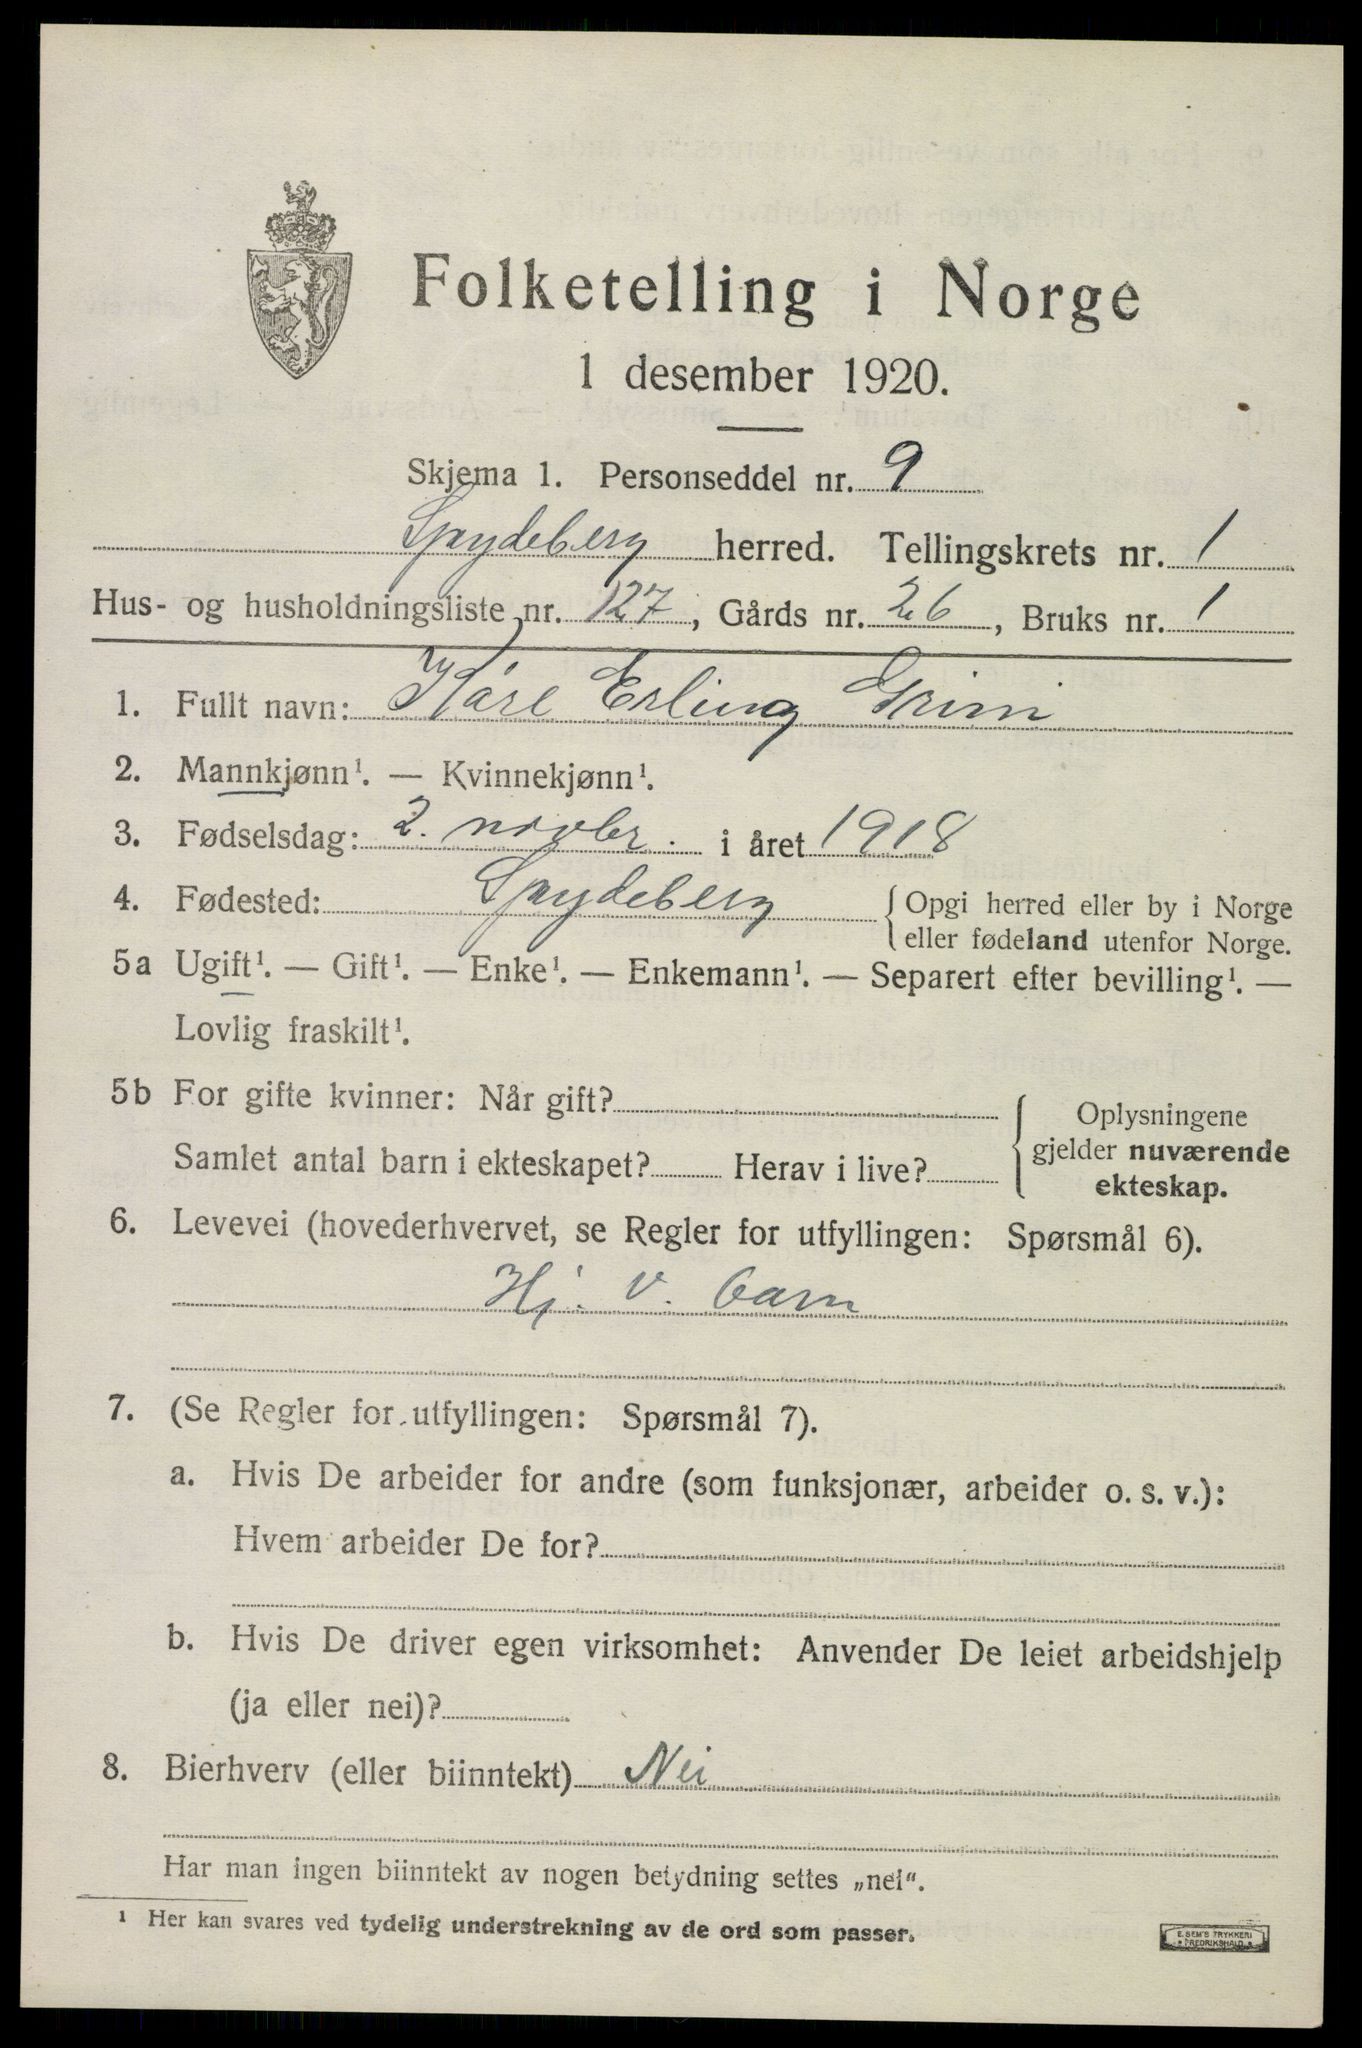 Folketelling i Norge
1 desember 1920.
Skjema 1. Personseddel nr. 9
Spydeberg herred. Tellingskrets nr. 1
Hus- og husholdningsliste nr. 127, Gårds nr. 26, Bruks nr. 1
1. Fullt navn: Kåre Erling Grini
2. Mannkjønn¹. — Kvinnekjønn¹.
3. Fødselsdag: 2. novbr. i året 1918
4. Fødested: Spydeberg { Opgi herred eller by i Norge
eller fødeland utenfor Norge.
5a Ugift¹. — Gift¹. — Enke¹. — Enkemann¹. — Separert efter bevilling¹. —
Lovlig fraskilt¹.
5b For gifte kvinner: Når gift?
Samlet antal barn i ekteskapet? Herav i live?
{ Oplysningene
gjelder nuværende
ekteskap.
6. Levevei (hovederhvervet, se Regler for utfyllingen: Spørsmål 6).
Hj. v. barn
7. (Se Regler for utfyllingen: Spørsmål 7).
a. Hvis De arbeider for andre (som funksjonær, arbeider o. s. v.):
Hvem arbeider De for?
b. Hvis De driver egen virksomhet: Anvender De leiet arbeidshjelp
(ja eller nei)?
8. Bierhverv (eller biinntekt) Nei
Har man ingen biinntekt av nogen betydning settes „nei“.
¹ Her kan svares ved tydelig understrekning av de ord som passer.
E. SEM'S TRYKKERI
FREDRIKSHALD